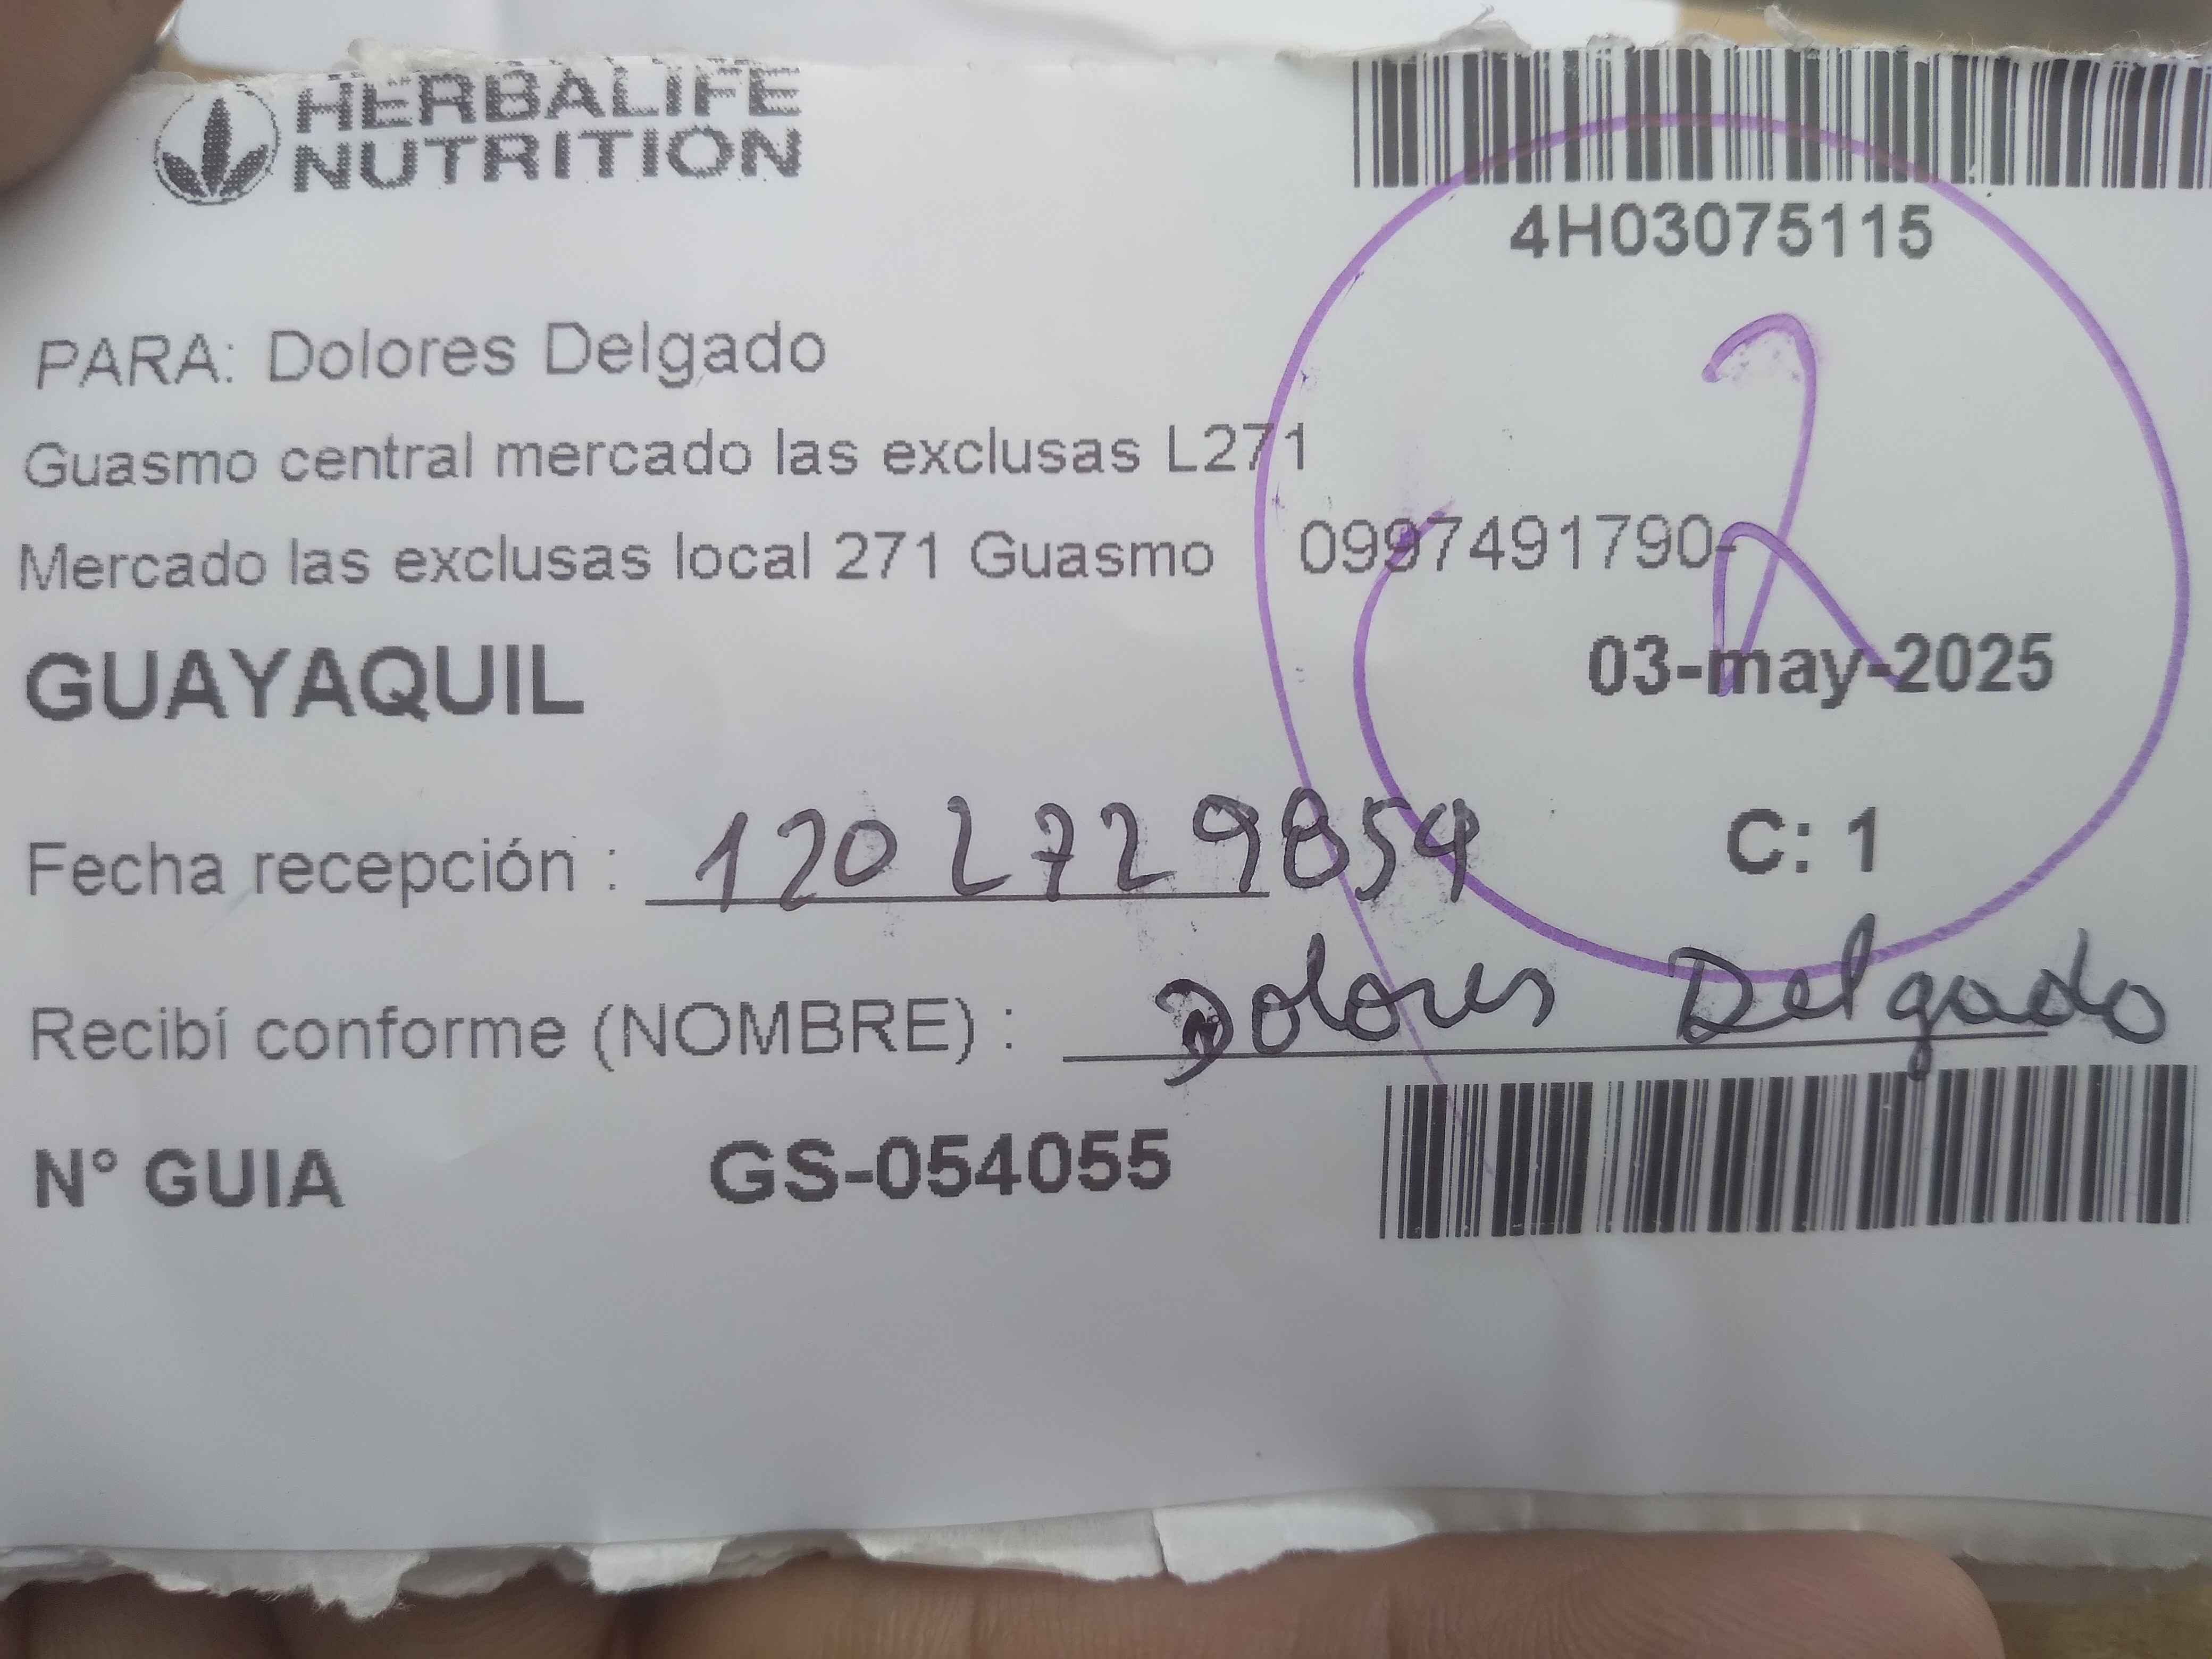 HERBALIFE
NUTRITION
4H03075115
PARA: Dolores Delgado
Guasmo central mercado las exclusas L271
Mercado las exclusas local 271 Guasmo 0997491790-
2
GUAYAQUIL
03-may-2025
C: 1
Fecha recepción : 1202729859
Recibí conforme (NOMBRE) : Dolores Delgado
N° GUIA GS-054055